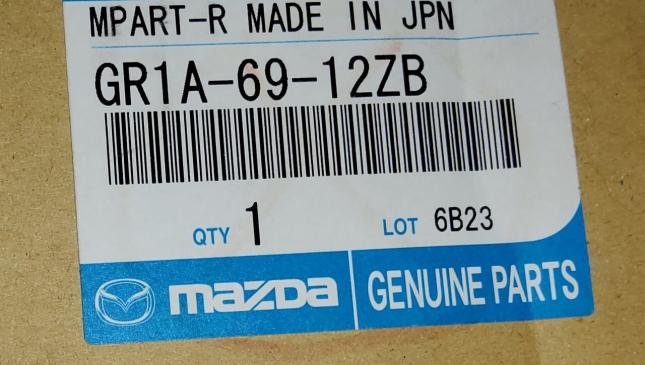 MPART-R MADE IN JPN
GR1A-69-12ZB
QTY 1 LOT 6B23
mazda GENUINE PARTS